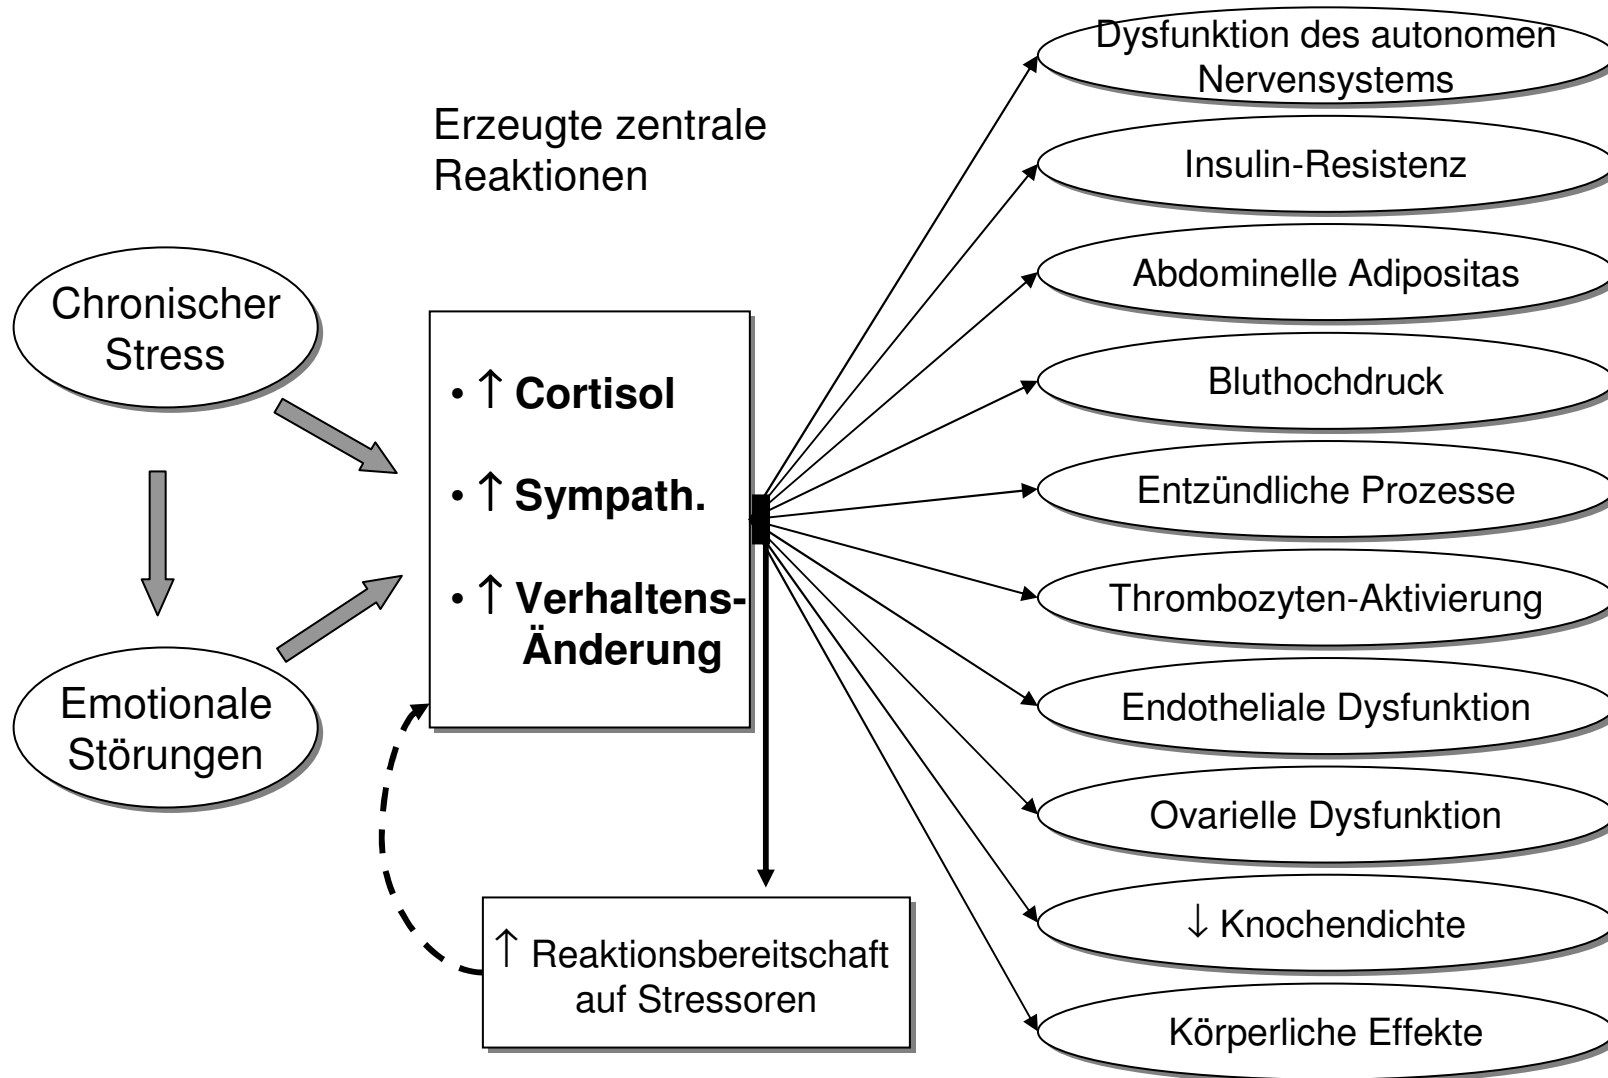 Erzeugte zentrale
Reaktionen
Chronischer
Stress
Emotionale
Störungen
• ↑ Cortisol
• ↑ Sympath.
• ↑ Verhaltens-
Änderung
↑ Reaktionsbereitschaft
auf Stressoren
Dysfunktion des autonomen
Nervensystems
Insulin-Resistenz
Abdominelle Adipositas
Bluthochdruck
Entzündliche Prozesse
Thrombozyten-Aktivierung
Endotheliale Dysfunktion
Ovarielle Dysfunktion
↓ Knochendichte
Körperliche Effekte